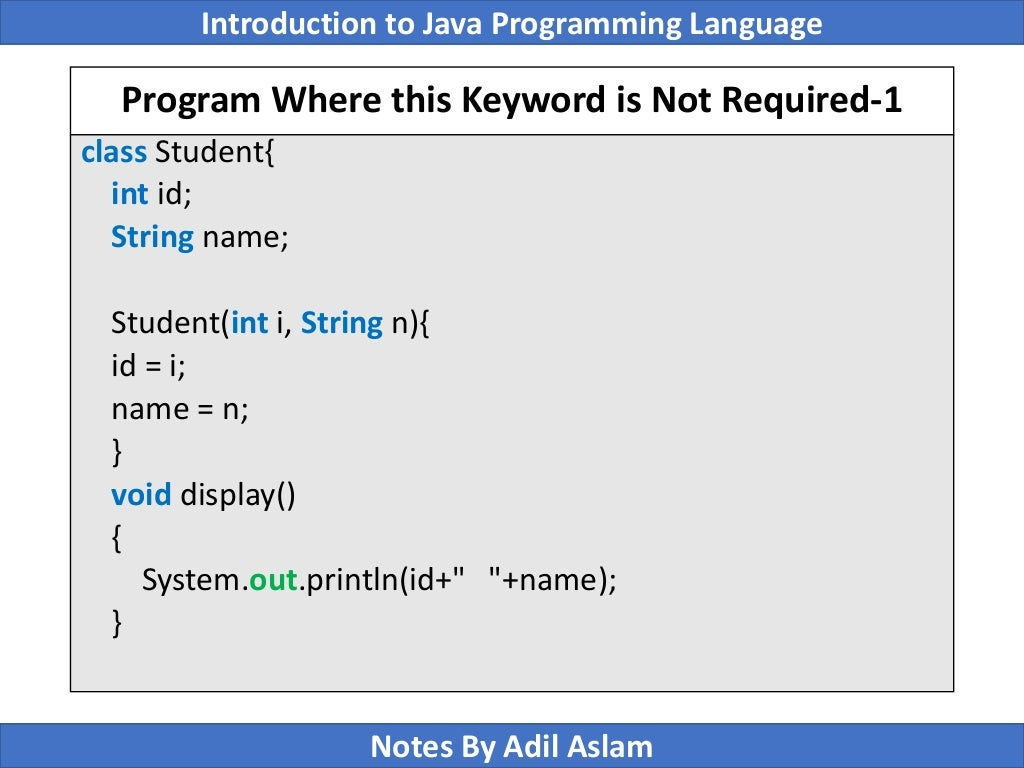 Introduction to Java Programming Language
Program Where this Keyword is Not Required-1
class Student{
int id;
String name;
Student(int i, String n){
id = i;
name = n;
}
void display()
{
System.out.println(id+"   "+name);
}
Notes By Adil Aslam